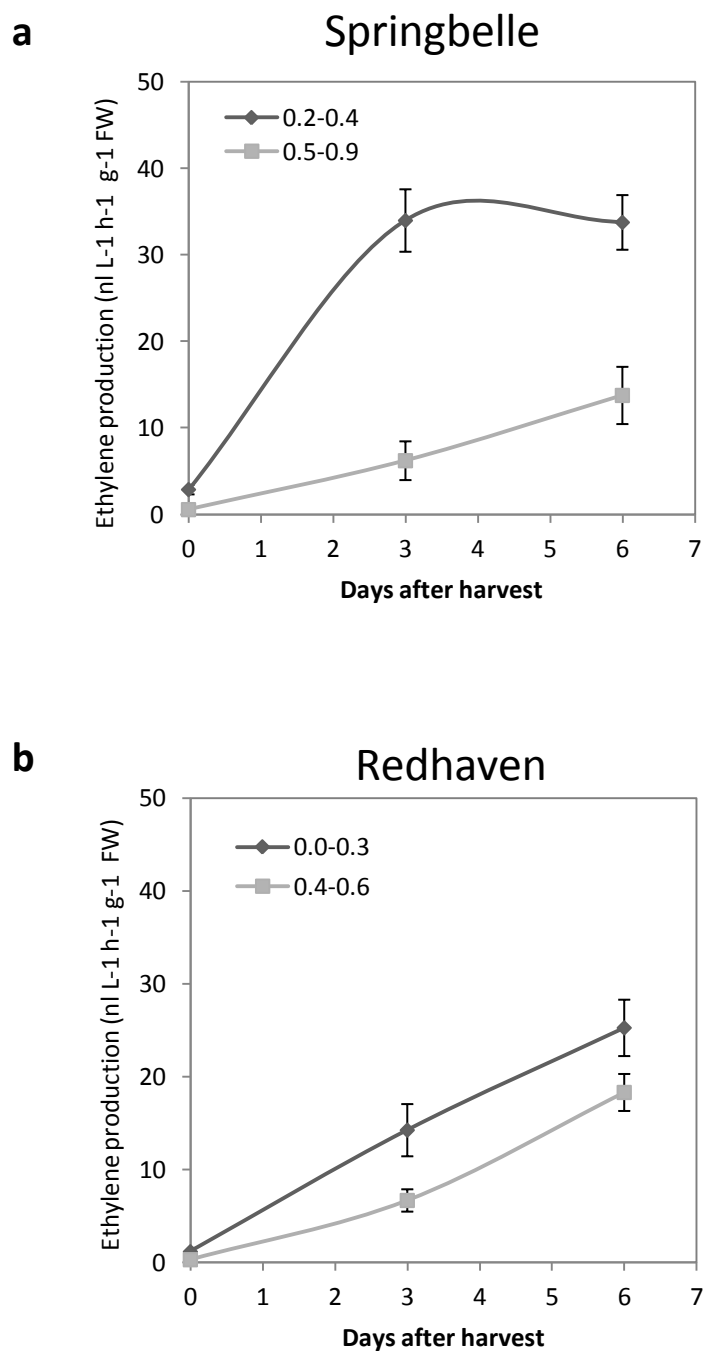 a
Springbelle
Ethylene production (nl L-1 h-1 g-1 FW)
50
40
30
20
10
0
0.2-0.4
0.5-0.9
0 1 2 3 4 5 6 7
Days after harvest
b
Redhaven
Ethylene production (nl L-1 h-1 g-1 FW)
50
40
30
20
10
0
0.0-0.3
0.4-0.6
0 1 2 3 4 5 6 7
Days after harvest